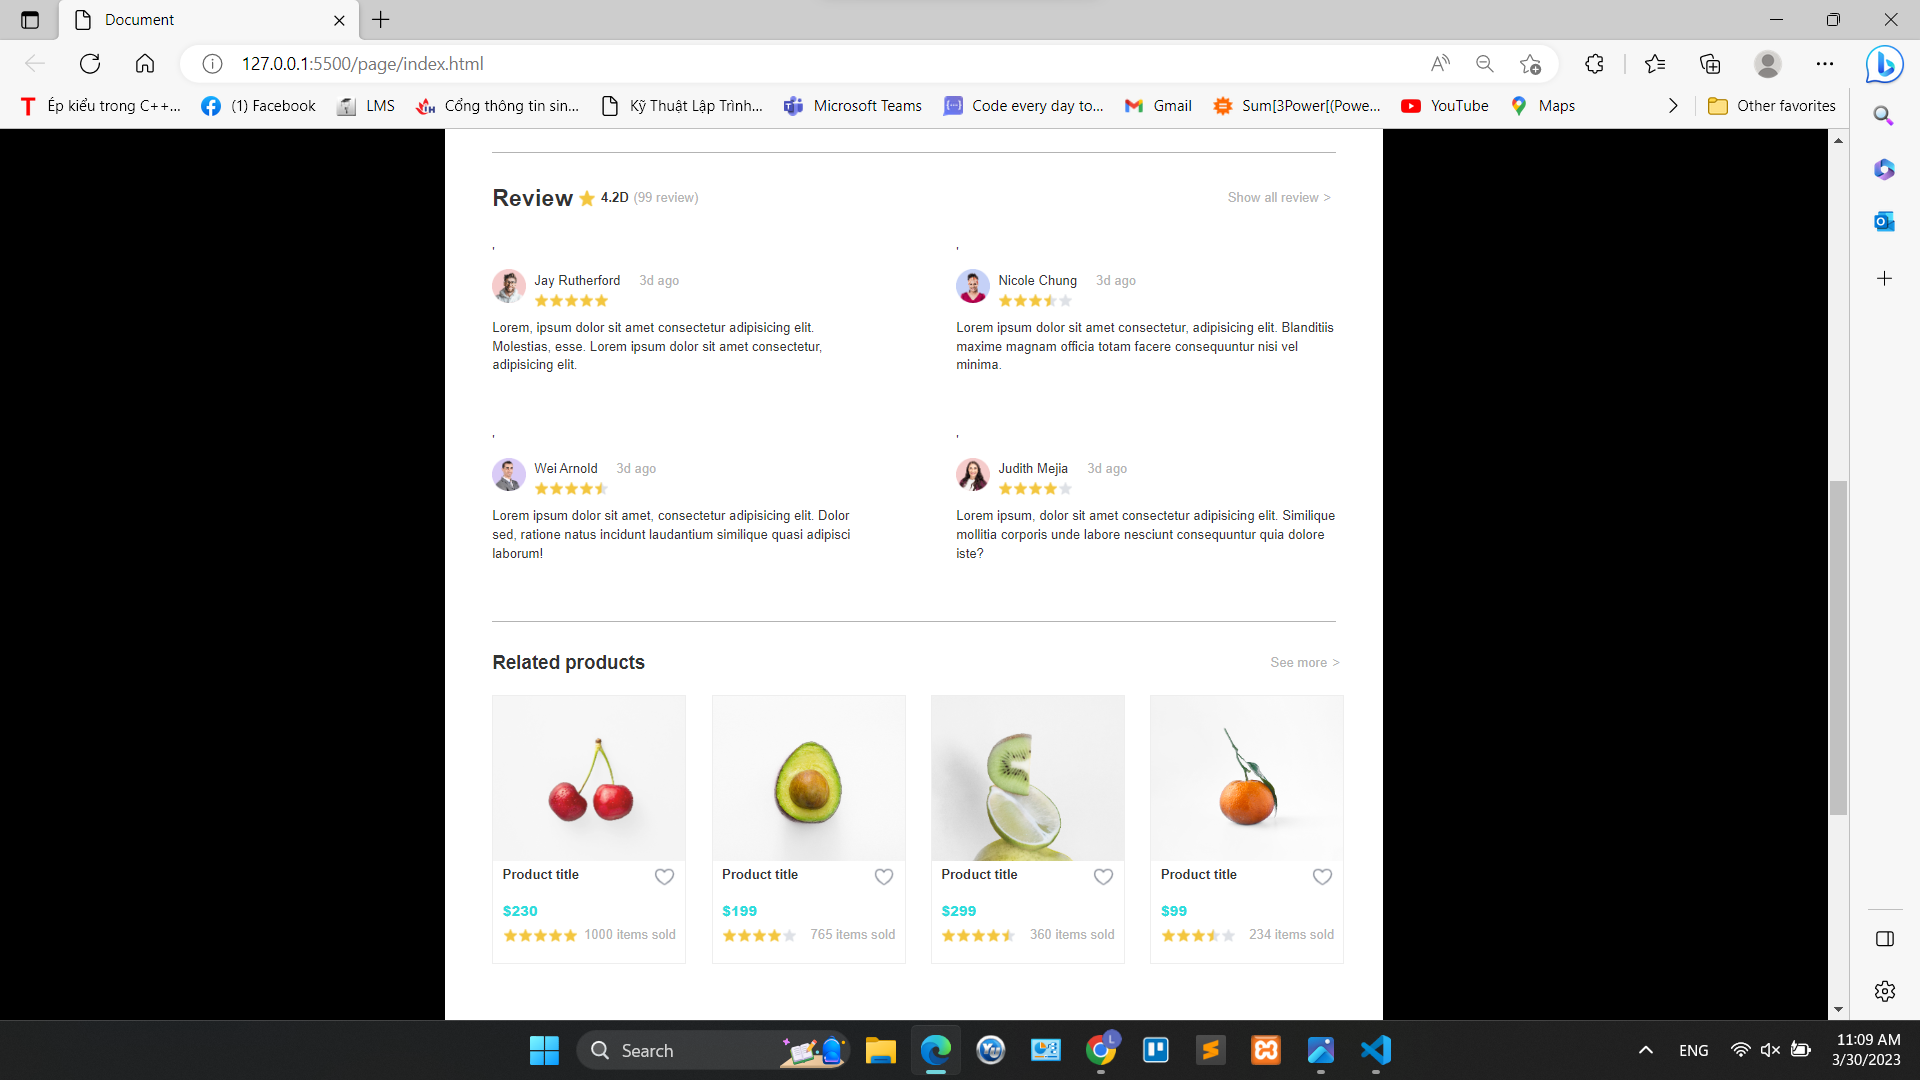 Document
127.0.0.1:5500/page/index.html
Ép kiểu trong C++...
(1) Facebook
LMS
Cổng thông tin sin...
Kỹ Thuật Lập Trình...
Microsoft Teams
Code every day to...
Gmail
Sum[3Power[(Powe...
YouTube
Maps
Other favorites
Review 4.2D (99 review)
Show all review >
,
,
Jay Rutherford 3d ago
Lorem, ipsum dolor sit amet consectetur adipisicing elit.
Molestias, esse. Lorem ipsum dolor sit amet consectetur,
adipisicing elit.
Nicole Chung 3d ago
Lorem ipsum dolor sit amet consectetur, adipisicing elit. Blanditiis
maxime magnam officia totam facere consequuntur nisi vel
minima.
,
,
Wei Arnold 3d ago
Lorem ipsum dolor sit amet, consectetur adipisicing elit. Dolor
sed, ratione natus incidunt laudantium similique quasi adipisci
laborum!
Judith Mejia 3d ago
Lorem ipsum, dolor sit amet consectetur adipisicing elit. Similique
mollitia corporis unde labore nesciunt consequuntur quia dolore
iste?
Related products
See more >
Product title
$230
1000 items sold
Product title
$199
765 items sold
Product title
$299
360 items sold
Product title
$99
234 items sold
Search
L
ENG
11:09 AM
3/30/2023